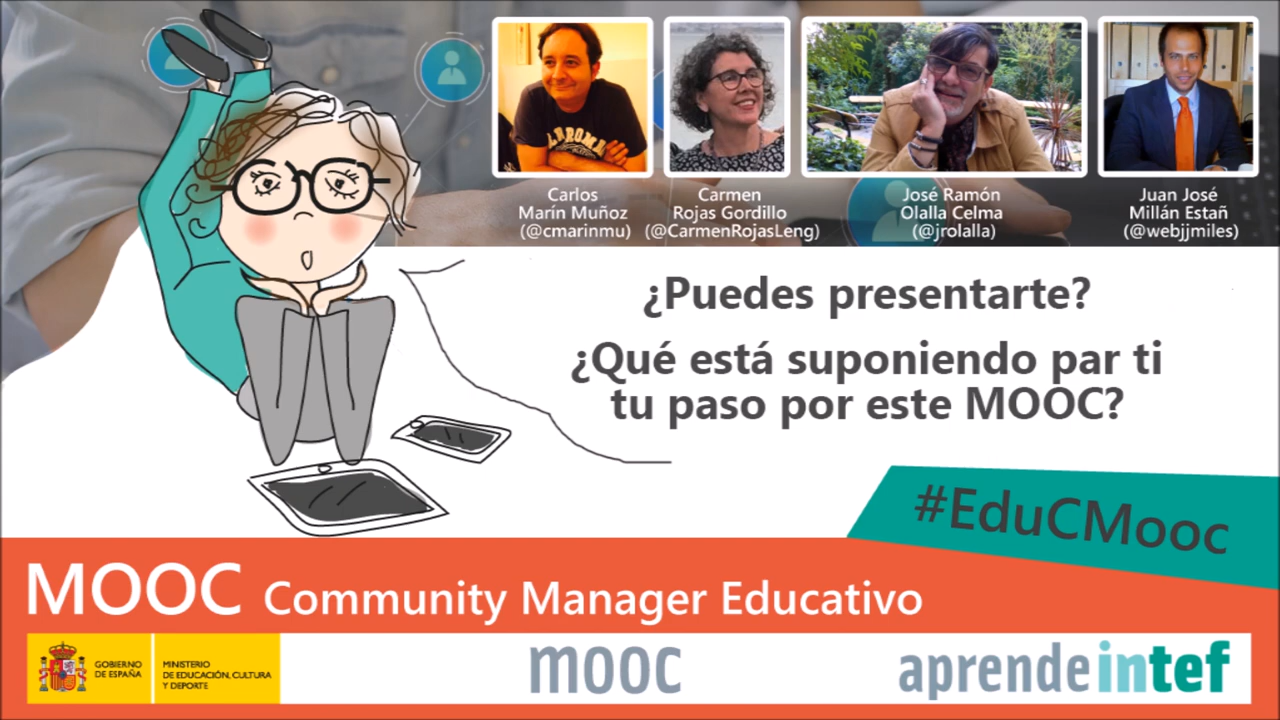 Carlos
Marín Muñoz
(@cmarinmu)
Carmen
Rojas Gordillo
(@CarmenRojasLeng)
José Ramón
Olalla Celma
(@jrolalla)
Juan José
Millán Estañ
(@webjjmiles)
¿Puedes presentarte?
¿Qué está suponiendo par ti
tu paso por este MOOC?
#EduCMooc
MOOC Community Manager Educativo
GOBIERNO
DE ESPAÑA
MINISTERIO
DE EDUCACIÓN, CULTURA
Y DEPORTE
mooc
aprendeintef